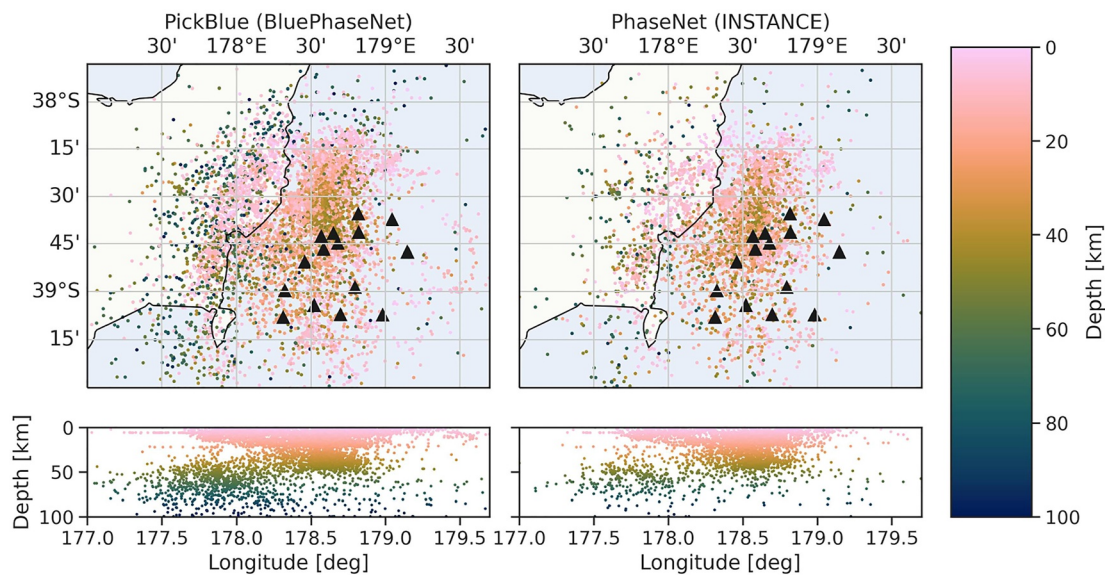 PickBlue (BluePhaseNet)
PhaseNet (INSTANCE)
30' 178°E 30' 179°E 30'
30' 178°E 30' 179°E 30'
38°S
15'
30'
45'
39°S
15'
0
20
40
60
80
100
Depth [km]
0
50
100
Depth [km]
177.0 177.5 178.0 178.5 179.0 179.5
177.0 177.5 178.0 178.5 179.0 179.5
Longitude [deg]
Longitude [deg]